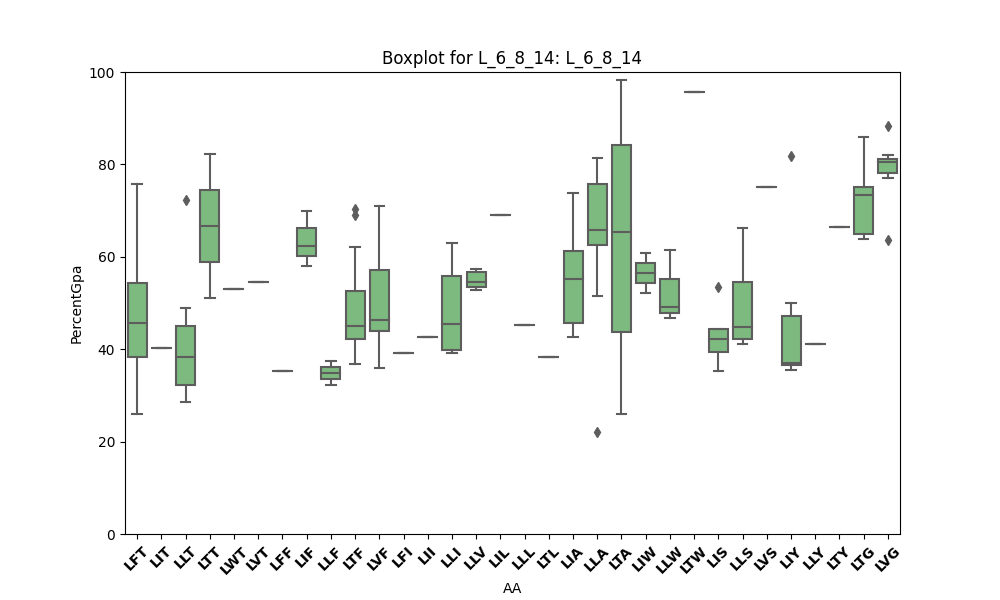 Boxplot for L_6_8_14: L_6_8_14
PercentGpa
100
80
60
40
20
0
LFT LIT LLT LTT LWT LVT LFF LIF LLF LTF LVF LFI LII LLI LLV LIL LLL LTL LIA LLA LTA LIW LLW LTW LIS LLS LVS LIY LLY LTY LTG LVG
AA